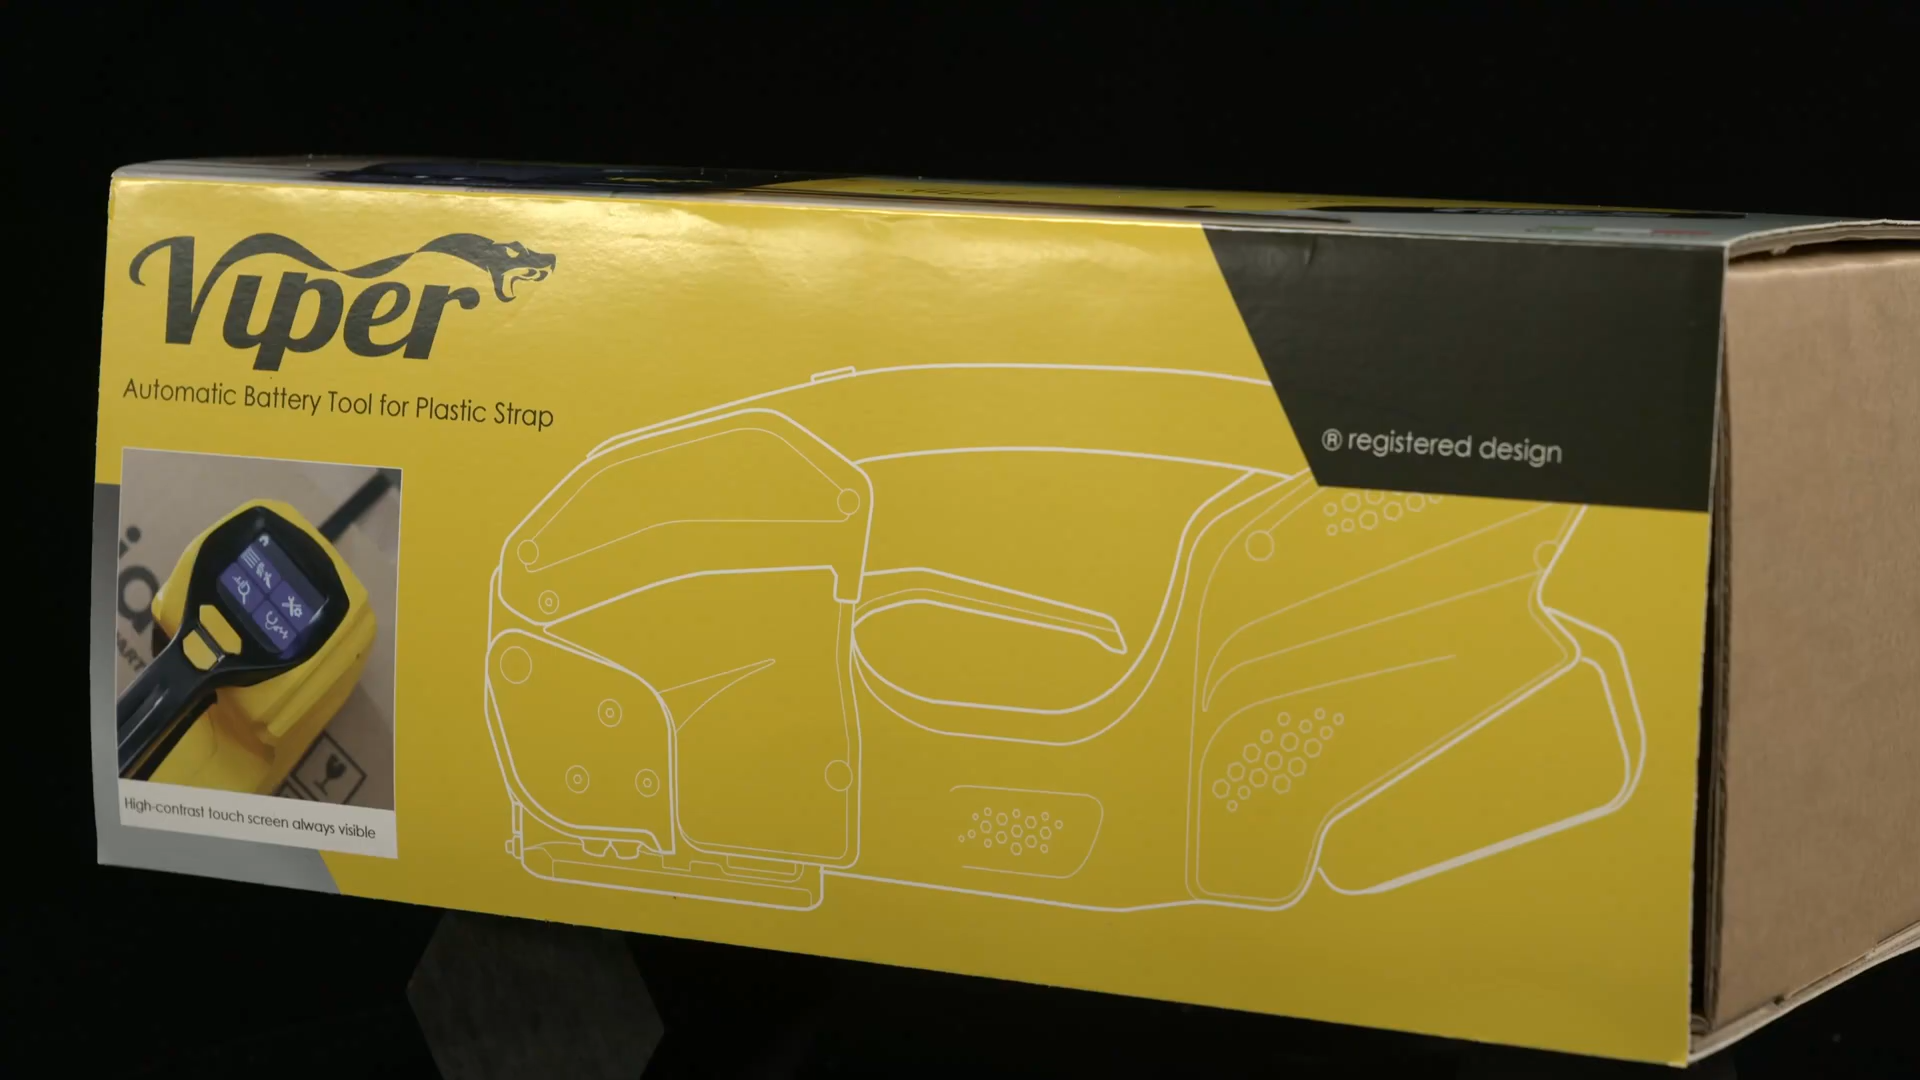 Viper
Automatic Battery Tool for Plastic Strap
® registered design
High-contrast touch screen always visible